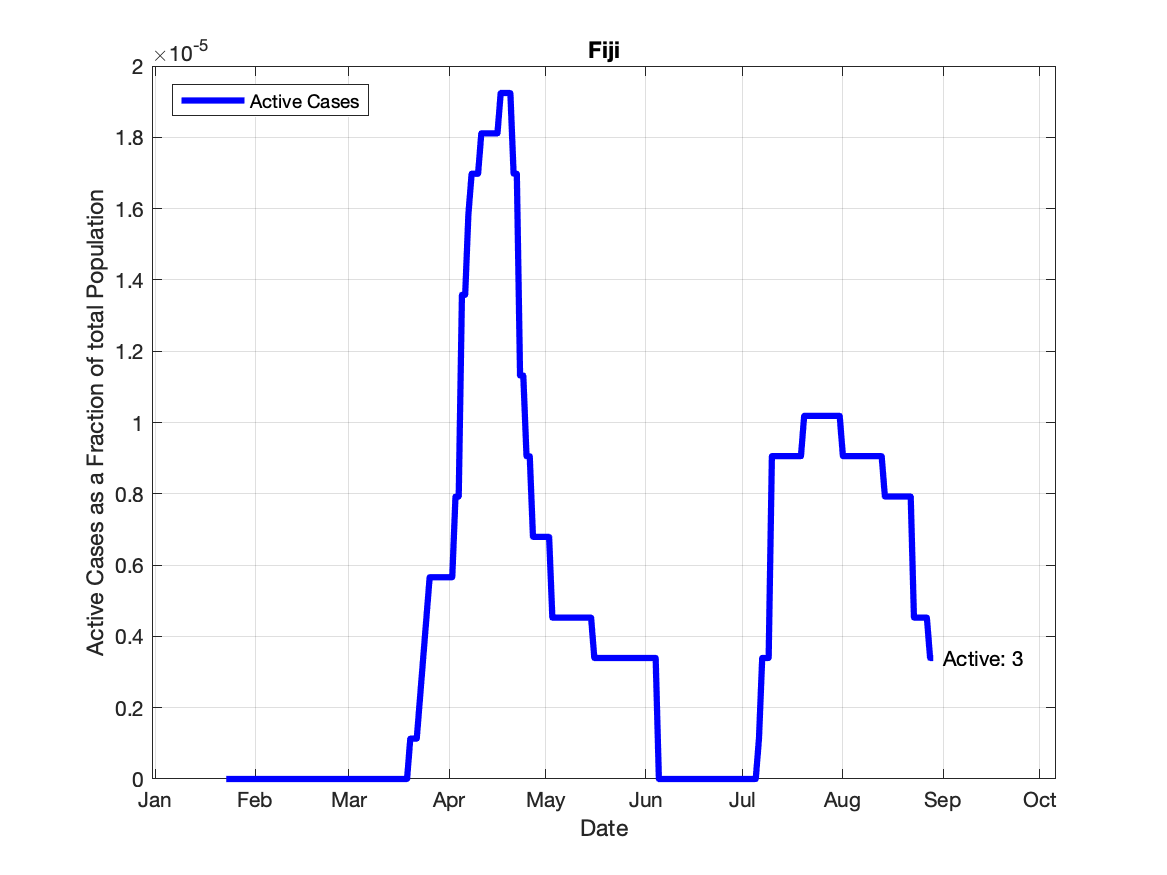 Fiji
×10^-5
Active Cases
2
1.8
1.6
1.4
1.2
1
0.8
0.6
0.4
0.2
0
Active Cases as a Fraction of total Population
Active: 3
Jan Feb Mar Apr May Jun Jul Aug Sep Oct
Date